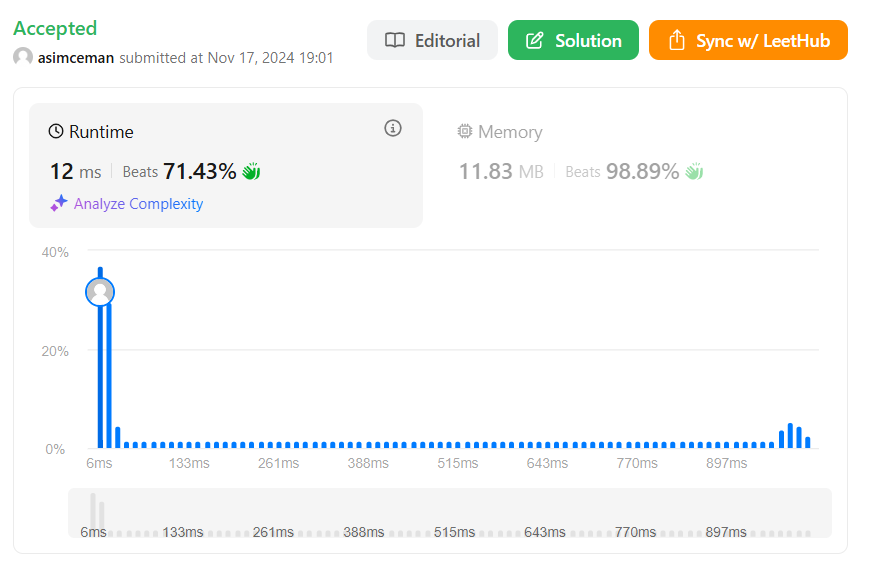 Accepted
Editorial
Solution
Sync w/ LeetHub
asimceman submitted at Nov 17, 2024 19:01
Runtime
12 ms | Beats 71.43%
Analyze Complexity
Memory
11.83 MB | Beats 98.89%
40%
20%
0%
6ms 133ms 261ms 388ms 515ms 643ms 770ms 897ms
6ms 133ms 261ms 388ms 515ms 643ms 770ms 897ms